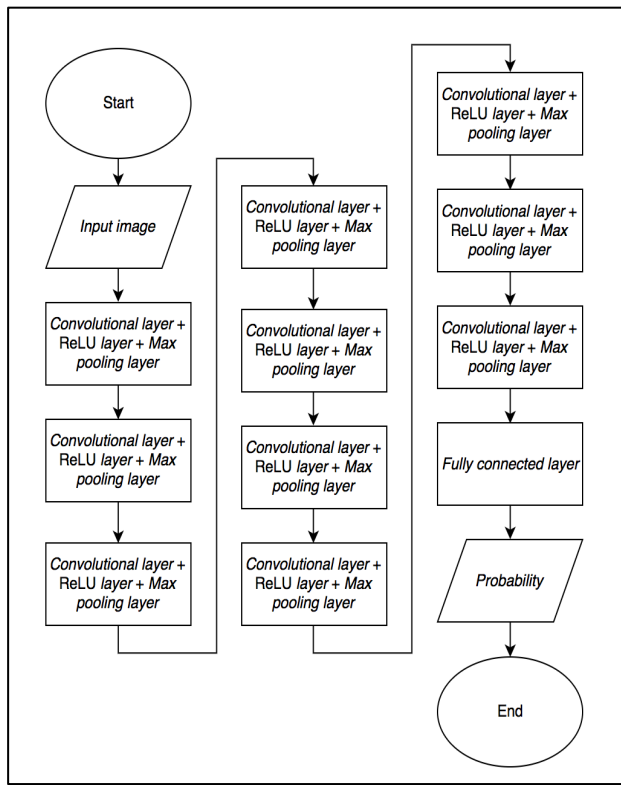 Start
Input image
Convolutional layer +
ReLU layer + Max
pooling layer
Convolutional layer +
ReLU layer + Max
pooling layer
Convolutional layer +
ReLU layer + Max
pooling layer
Convolutional layer +
ReLU layer + Max
pooling layer
Convolutional layer +
ReLU layer + Max
pooling layer
Convolutional layer +
ReLU layer + Max
pooling layer
Convolutional layer +
ReLU layer + Max
pooling layer
Convolutional layer +
ReLU layer + Max
pooling layer
Convolutional layer +
ReLU layer + Max
pooling layer
Convolutional layer +
ReLU layer + Max
pooling layer
Fully connected layer
Probability
End